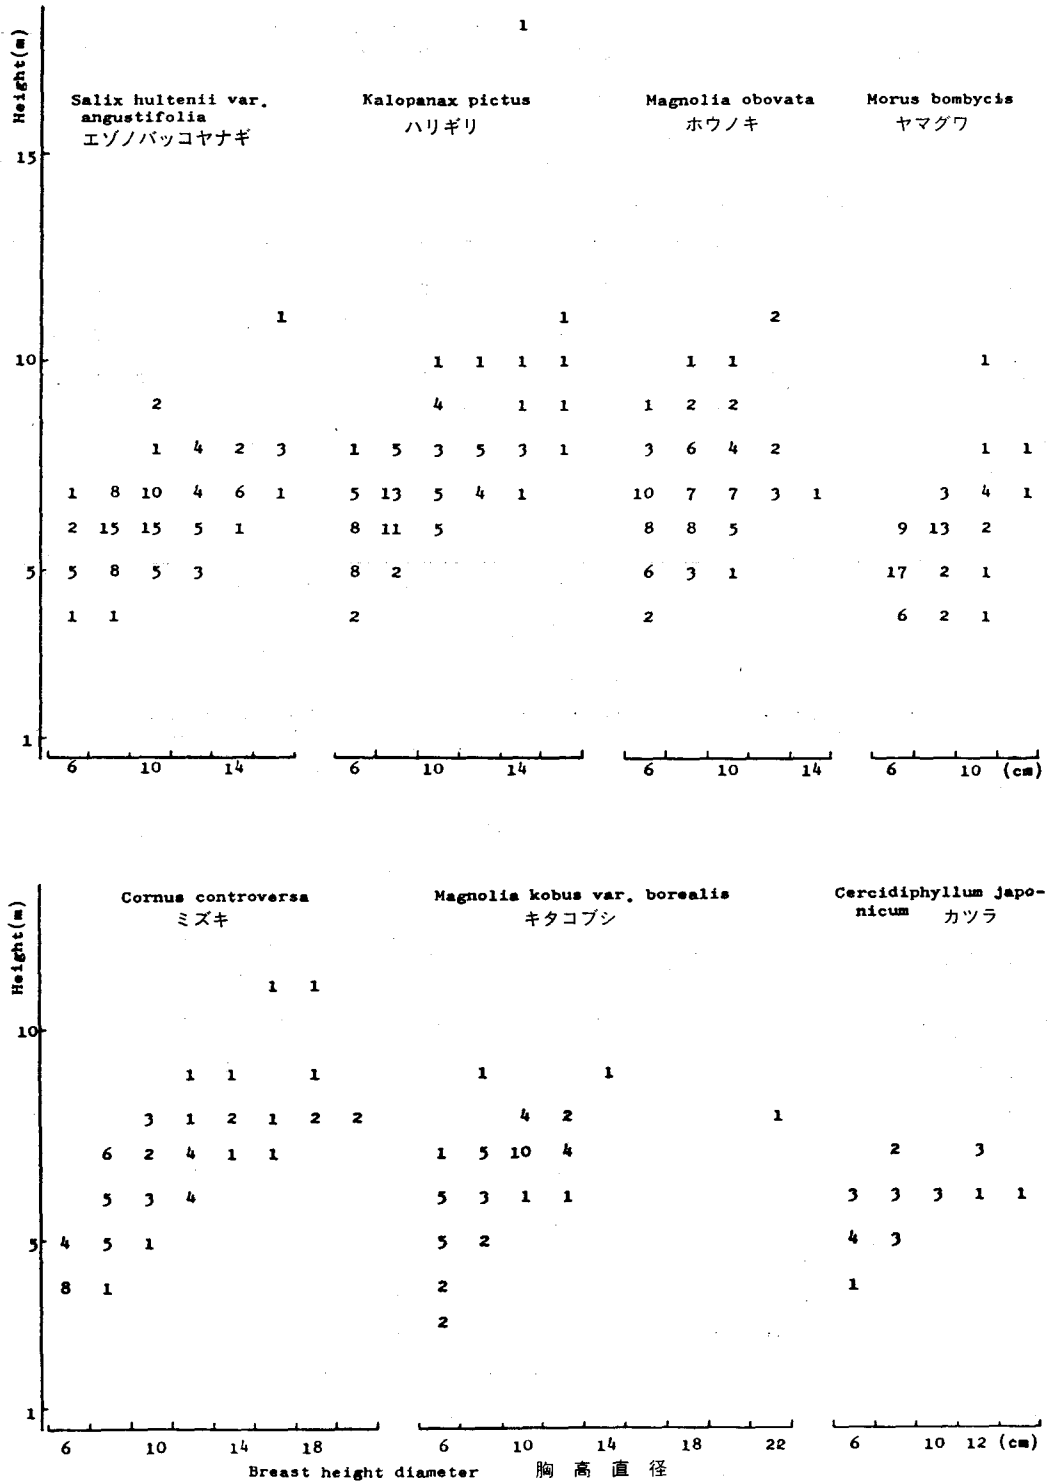 Height(m)
1
Salix hultenii var. Kalopanax pictus Magnolia obovata Morus bombycis
angustifolia ハリギリ ホウノキ ヤマグワ
エゾノバッコヤナギ
15
1 1 2
10 1 1 1 1 1 1 1
2 4 1 1 1 2 2
1 4 2 3 1 5 3 5 3 1 3 6 4 2 1 1
1 8 10 4 6 1 5 13 5 4 1 10 7 7 3 1 3 4 1
2 15 15 5 1 8 11 5 8 8 5 9 13 2
5 5 8 5 3 8 2 6 3 1 17 2 1
1 1 2 2 6 2 1
1
6 10 14 6 10 14 6 10 14 6 10 (cm)
Height(m)
Cornus controversa Magnolia kobus var. borealis Cercidiphyllum japo-
ミズキ キタコブシ nicum カツラ
1 1
10
1 1 1 1 1
3 1 2 1 2 2 4 2 1
6 2 4 1 1 1 5 10 4 2 3
5 3 4 5 3 1 1 3 3 3 1 1
5 4 5 1 5 2 4 3
8 1 2 1
2
1
6 10 14 18 6 10 14 18 22 6 10 12 (cm)
Breast height diameter 胸高直径